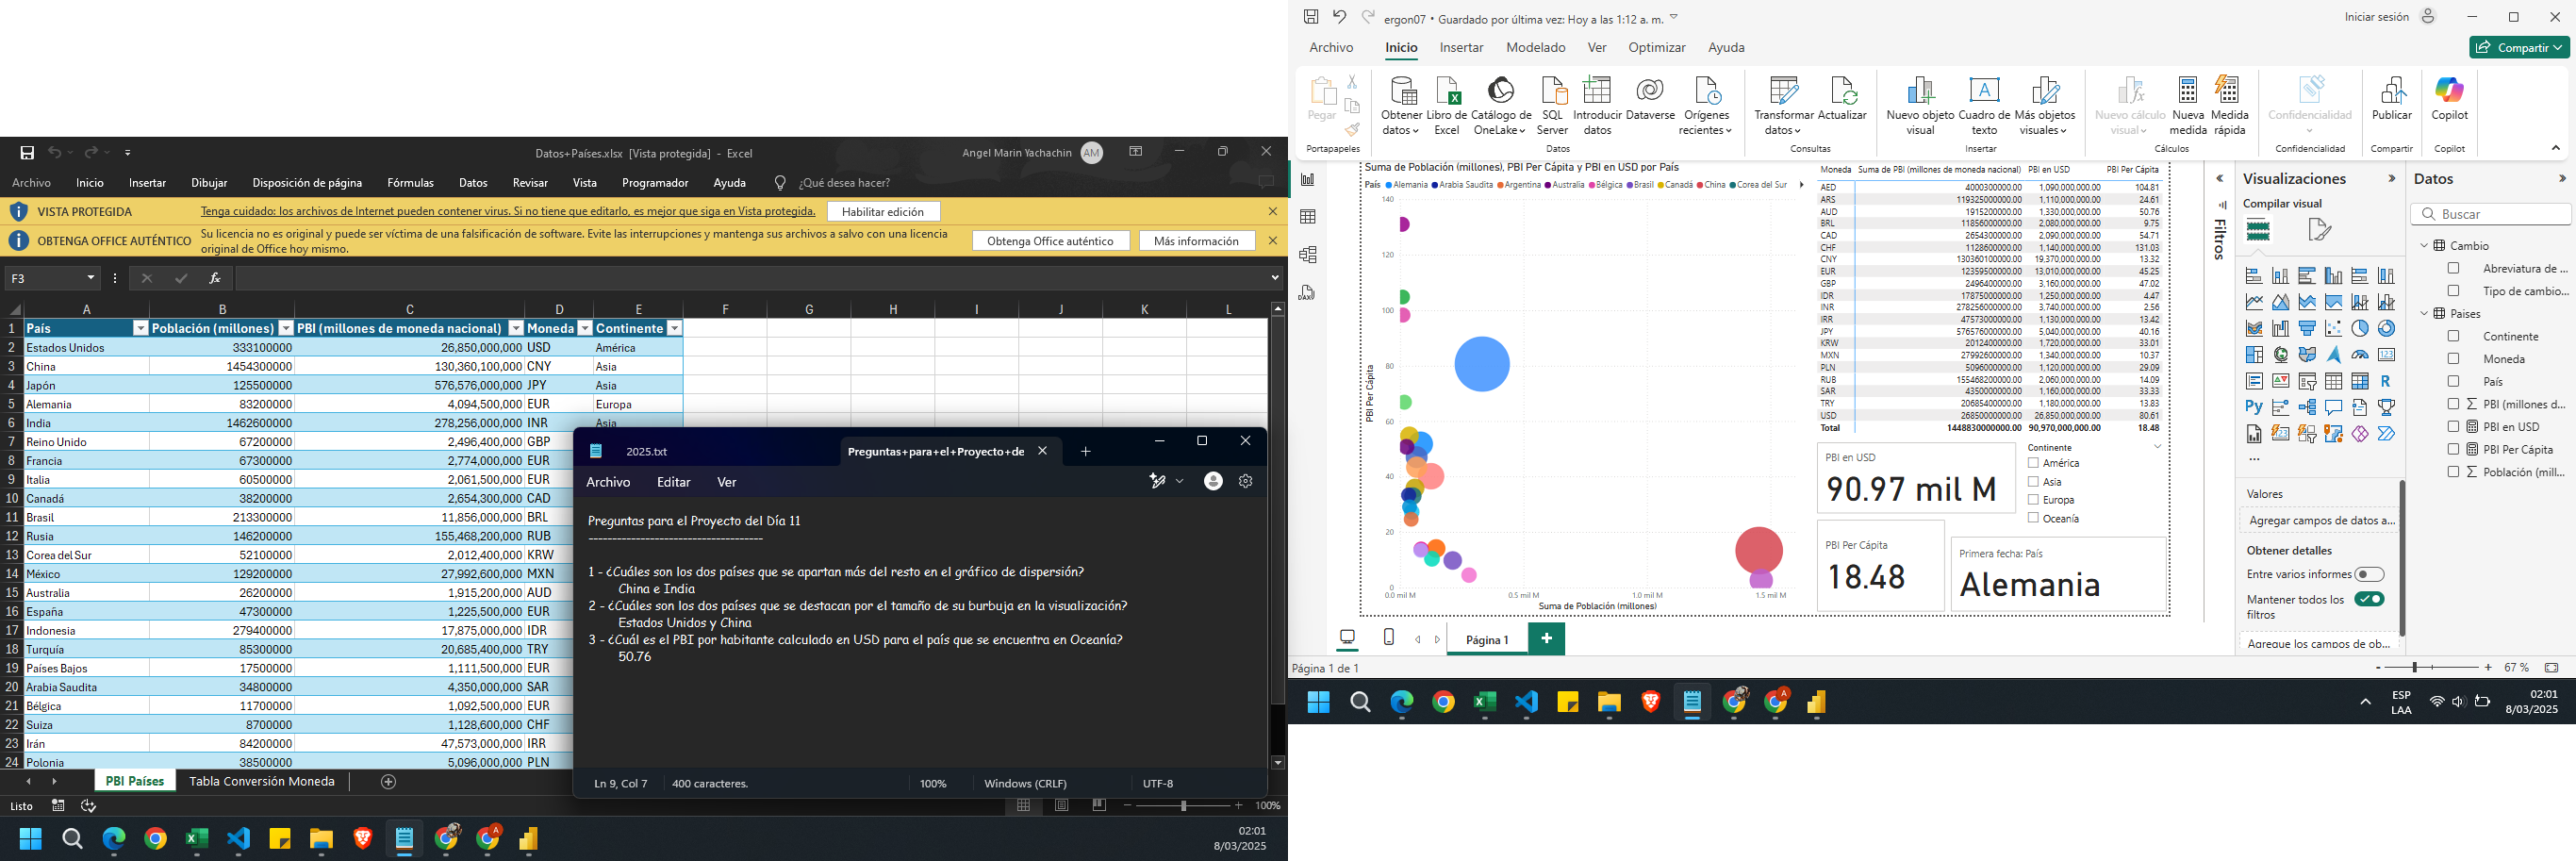 Datos+Países.xlsx  [Vista protegida]  -  Excel
Angel Marin Yachachin
AM
Archivo Inicio Insertar Dibujar Disposición de página Fórmulas Datos Revisar Vista Programador Ayuda ¿Qué desea hacer?
VISTA PROTEGIDA Tenga cuidado: los archivos de Internet pueden contener virus. Si no tiene que editarlo, es mejor que siga en Vista protegida. Habilitar edición
OBTENGA OFFICE AUTÉNTICO Su licencia no es original y puede ser víctima de una falsificación de software. Evite las interrupciones y mantenga sus archivos a salvo con una licencia
original de Office hoy mismo.
Obtenga Office auténtico Más información
F3 fx
A B C D E F G H I J K L
1 País Población (millones) PBI (millones de moneda nacional) Moneda Continente
2 Estados Unidos 333100000 26,850,000,000 USD América
3 China 1454300000 130,360,100,000 CNY Asia
4 Japón 125500000 576,576,000,000 JPY Asia
5 Alemania 83200000 4,094,500,000 EUR Europa
6 India 1462600000 278,256,000,000 INR Asia
7 Reino Unido 67200000 2,496,400,000 GBP
8 Francia 67300000 2,774,000,000 EUR
9 Italia 60500000 2,061,500,000 EUR
10 Canadá 38200000 2,654,300,000 CAD
11 Brasil 213300000 11,856,000,000 BRL
12 Rusia 146200000 155,468,200,000 RUB
13 Corea del Sur 52100000 2,012,400,000 KRW
14 México 129200000 27,992,600,000 MXN
15 Australia 26200000 1,915,200,000 AUD
16 España 47300000 1,225,500,000 EUR
17 Indonesia 279400000 17,875,000,000 IDR
18 Turquía 85300000 20,685,400,000 TRY
19 Países Bajos 17500000 1,111,500,000 EUR
20 Arabia Saudita 34800000 4,350,000,000 SAR
21 Bélgica 11700000 1,092,500,000 EUR
22 Suiza 8700000 1,128,600,000 CHF
23 Irán 84200000 47,573,000,000 IRR
24 Polonia 38500000 5,096,000,000 PLN
PBI Países Tabla Conversión Moneda
Listo
100%
02:01
8/03/2025
2025.txt Preguntas+para+el+Proyecto+de
Archivo Editar Ver
Preguntas para el Proyecto del Día 11
-------------------------------------
1 - ¿Cuáles son los dos países que se apartan más del resto en el gráfico de dispersión?
China e India
2 - ¿Cuáles son los dos países que se destacan por el tamaño de su burbuja en la visualización?
Estados Unidos y China
3 - ¿Cuál es el PBI por habitante calculado en USD para el país que se encuentra en Oceanía?
50.76
Ln 9, Col 7 400 caracteres. 100% Windows (CRLF) UTF-8
ergon07 • Guardado por última vez: Hoy a las 1:12 a. m.
Iniciar sesión
Archivo Inicio Insertar Modelado Ver Optimizar Ayuda
Compartir
Pegar
Obtener datos
Libro de Excel
Catálogo de OneLake
SQL Server
Introducir datos
Dataverse
Orígenes recientes
Transformar datos
Actualizar
Nuevo objeto visual
Cuadro de texto
Más objetos visuales
Nuevo cálculo visual
Nueva medida
Medida rápida
Confidencialidad
Publicar
Copilot
Portapapeles Datos Consultas Insertar Cálculos Confidencialidad Compartir Copilot
Suma de Población (millones), PBI Per Cápita y PBI en USD por País
País Alemania Arabia Saudita Argentina Australia Bélgica Brasil Canadá China Corea del Sur
140
120
100
80
60
40
20
0
PBI Per Cápita
0.0 mil M 0.5 mil M 1.0 mil M 1.5 mil M
Suma de Población (millones)
Moneda Suma de PBI (millones de moneda nacional) PBI en USD PBI Per Cápita
AED 4000300000.00 1,090,000,000.00 104.81
ARS 119325000000.00 1,110,000,000.00 24.61
AUD 1915200000.00 1,330,000,000.00 50.76
BRL 11856000000.00 2,080,000,000.00 9.75
CAD 2654300000.00 2,090,000,000.00 54.71
CHF 1128600000.00 1,140,000,000.00 131.03
CNY 130360100000.00 19,370,000,000.00 13.32
EUR 12359500000.00 13,010,000,000.00 45.25
GBP 2496400000.00 3,160,000,000.00 47.02
IDR 17875000000.00 1,250,000,000.00 4.47
INR 278256000000.00 3,740,000,000.00 2.56
IRR 47573000000.00 1,130,000,000.00 13.42
JPY 576576000000.00 5,040,000,000.00 40.16
KRW 2012400000.00 1,720,000,000.00 33.01
MXN 27992600000.00 1,340,000,000.00 10.37
PLN 5096000000.00 1,120,000,000.00 29.09
RUB 155468200000.00 2,060,000,000.00 14.09
SAR 4350000000.00 1,160,000,000.00 33.33
TRY 20685400000.00 1,180,000,000.00 13.83
USD 26850000000.00 26,850,000,000.00 80.61
Total 1448830000000.00 90,970,000,000.00 18.48
PBI en USD
90.97 mil M
Continente
América
Asia
Europa
Oceanía
PBI Per Cápita
18.48
Primera fecha: País
Alemania
Filtros
Visualizaciones
Compilar visual
R
Py
...
Valores
Agregar campos de datos a...
Obtener detalles
Entre varios informes
Mantener todos los
filtros
Agregue los campos de ob...
Datos
Buscar
Cambio
Abreviatura de ...
Tipo de cambio...
Paises
Continente
Moneda
País
PBI (millones d...
PBI en USD
PBI Per Cápita
Población (mill...
Página 1 +
Página 1 de 1
67 %
ESP
LAA
02:01
8/03/2025